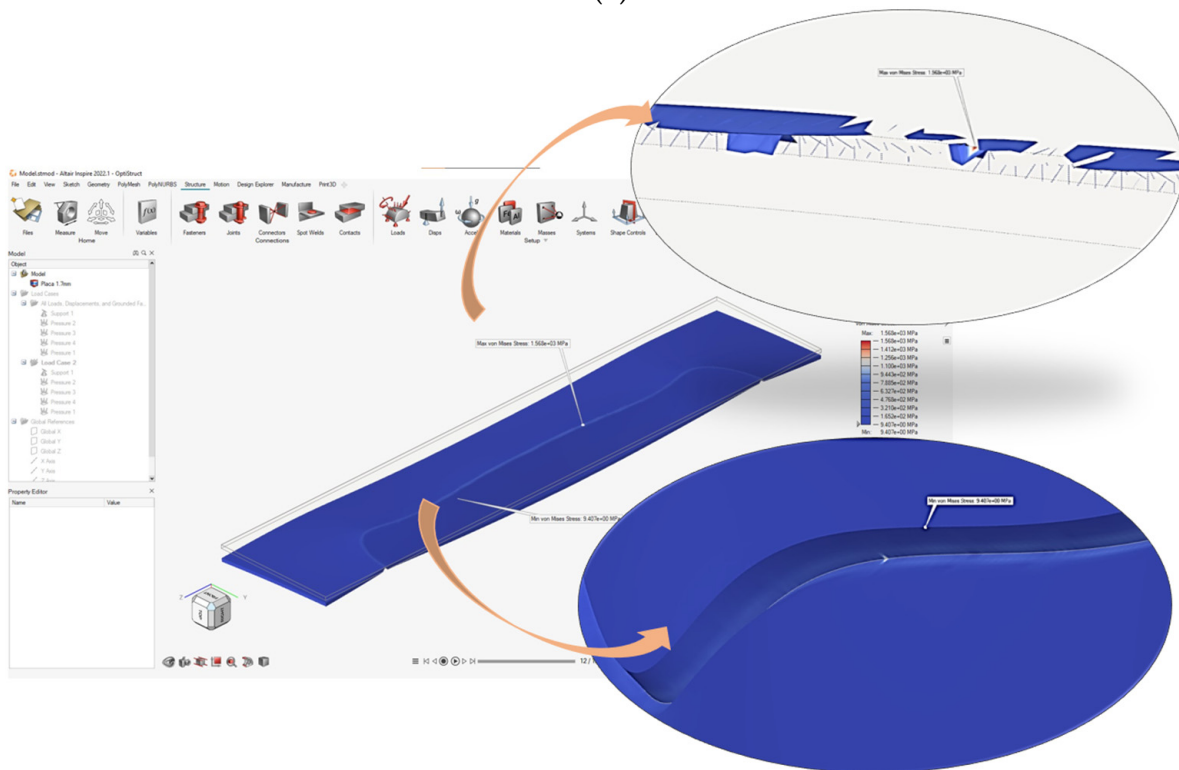 Max von Mises Stress: 1.568e+03 MPa
Model.stmod - Altair Inspire 2022.1 - OptiStruct
File Edit View Sketch Geometry PolyMesh PolyNURBS Structure Motion Design Explorer Manufacture Print3D
Files Measure Move Variables Fasteners Joints Connectors Spot Welds Contacts Loads Disps Materials Masses Systems Shape Controls
Home Connections Setup
Model
Object
Model
Placa 1.7mm
Load Cases
All Loads, Displacements, and Grounded Fa...
Support 1
Pressure 2
Pressure 3
Pressure 4
Pressure 1
Load Case 2
Support 1
Pressure 2
Pressure 3
Pressure 4
Pressure 1
Global References
Global X
Global Y
Global Z
X Axis
Y Axis
Property Editor
Name Value
Max von Mises Stress: 1.568e+03 MPa
Min von Mises Stress: 9.407e+00 MPa
Max: 1.568e+03 MPa
1.568e+03 MPa
1.412e+03 MPa
1.256e+03 MPa
1.100e+03 MPa
9.443e+02 MPa
7.885e+02 MPa
6.327e+02 MPa
4.768e+02 MPa
3.210e+02 MPa
1.652e+02 MPa
9.407e+00 MPa
Min: 9.407e+00 MPa
Min von Mises Stress: 9.407e+00 MPa
Z Y
TOP
12 /